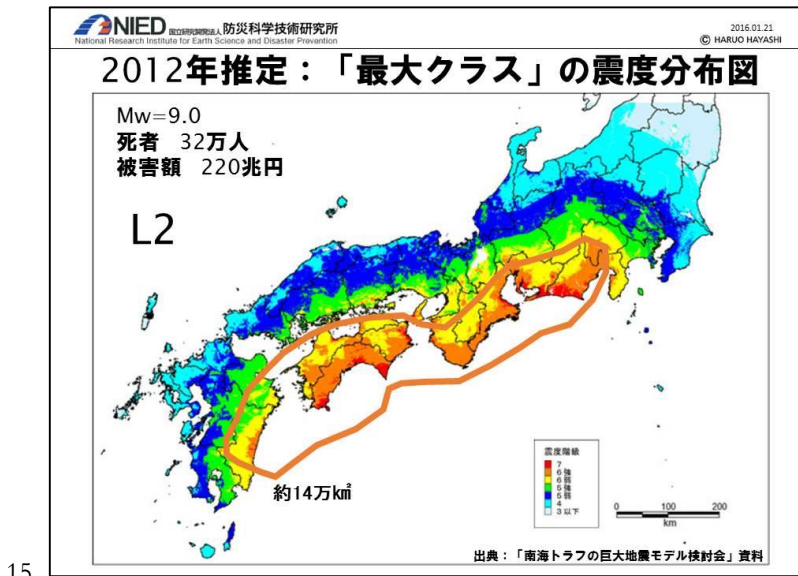 NIED 国立研究開発法人 防災科学技術研究所
National Research Institute for Earth Science and Disaster Prevention
2016.01.21
© HARUO HAYASHI
2012年推定：「最大クラス」の震度分布図
Mw=9.0
死者　32万人
被害額　220兆円
L2
約14万k㎡
震度階級
7
6強
6弱
5強
5弱
4
3以下
0 100 200
km
出典：「南海トラフの巨大地震モデル検討会」資料
15